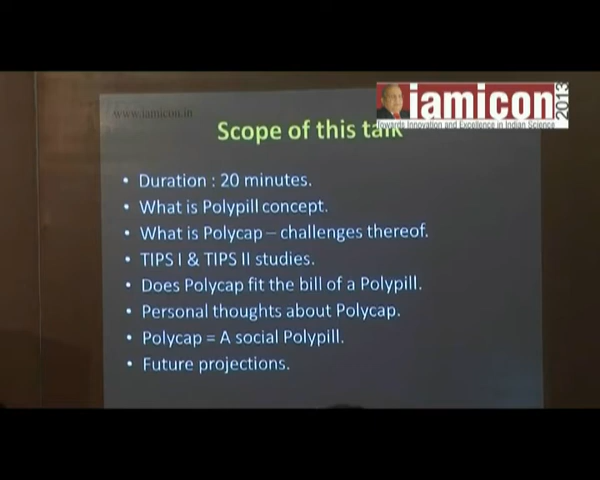 www.iamicon.in
iamicon
2013
Towards Innovation and Excellence in Indian Science
Scope of this talk
• Duration : 20 minutes.
• What is Polypill concept.
• What is Polycap – challenges thereof.
• TIPS I & TIPS II studies.
• Does Polycap fit the bill of a Polypill.
• Personal thoughts about Polycap.
• Polycap = A social Polypill.
• Future projections.